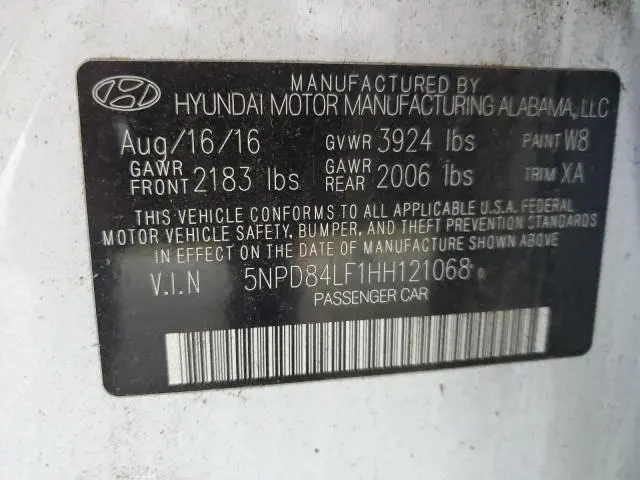 MANUFACTURED BY
HYUNDAI MOTOR MANUFACTURING ALABAMA, LLC
Aug/16/16 GVWR 3924 lbs PAINT W8
GAWR FRONT 2183 lbs GAWR REAR 2006 lbs TRIM XA
THIS VEHICLE CONFORMS TO ALL APPLICABLE U.S.A. FEDERAL
MOTOR VEHICLE SAFETY, BUMPER, AND THEFT PREVENTION STANDARDS
IN EFFECT ON THE DATE OF MANUFACTURE SHOWN ABOVE.
V.I.N 5NPD84LF1HH121068
PASSENGER CAR